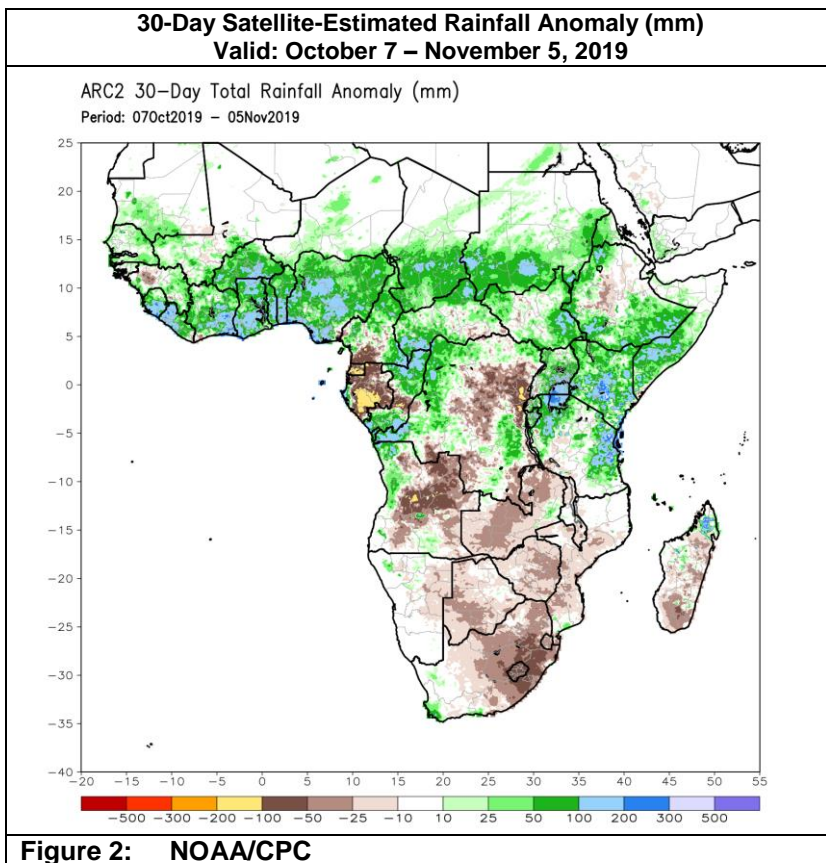 30-Day Satellite-Estimated Rainfall Anomaly (mm)
Valid: October 7 – November 5, 2019
ARC2 30-Day Total Rainfall Anomaly (mm)
Period: 07Oct2019 – 05Nov2019
25
20
15
10
5
0
-5
-10
-15
-20
-25
-30
-35
-40
-20 -15 -10 -5 0 5 10 15 20 25 30 35 40 45 50 55
-500 -300 -200 -100 -50 -25 -10 10 25 50 100 200 300 500
Figure 2: NOAA/CPC